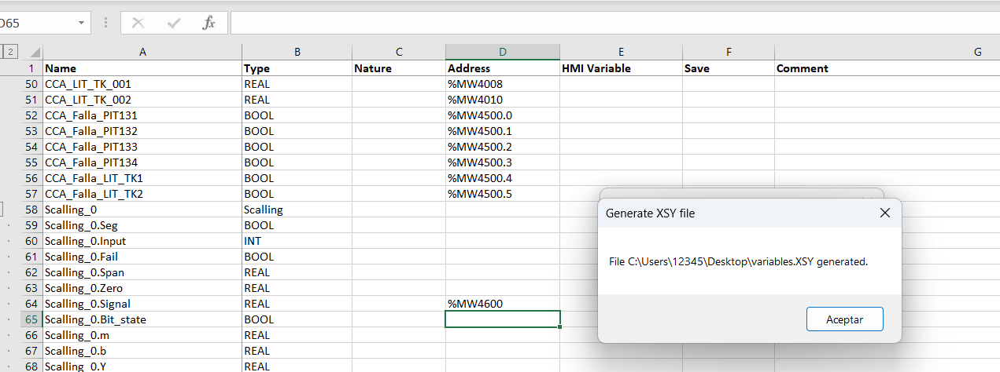 D65 fx
2 A B C D E F G
1 Name Type Nature Address HMI Variable Save Comment
50 CCA_LIT_TK_001 REAL %MW4008
51 CCA_LIT_TK_002 REAL %MW4010
52 CCA_Falla_PIT131 BOOL %MW4500.0
53 CCA_Falla_PIT132 BOOL %MW4500.1
54 CCA_Falla_PIT133 BOOL %MW4500.2
55 CCA_Falla_PIT134 BOOL %MW4500.3
56 CCA_Falla_LIT_TK1 BOOL %MW4500.4
57 CCA_Falla_LIT_TK2 BOOL %MW4500.5
58 Scalling_0 Scalling
59 Scalling_0.Seg BOOL
60 Scalling_0.Input INT
61 Scalling_0.Fail BOOL
62 Scalling_0.Span REAL
63 Scalling_0.Zero REAL
64 Scalling_0.Signal REAL %MW4600
65 Scalling_0.Bit_state BOOL
66 Scalling_0.m REAL
67 Scalling_0.b REAL
68 Scalling_0.Y REAL
Generate XSY file
File C:\Users\12345\Desktop\variables.XSY generated.
Aceptar